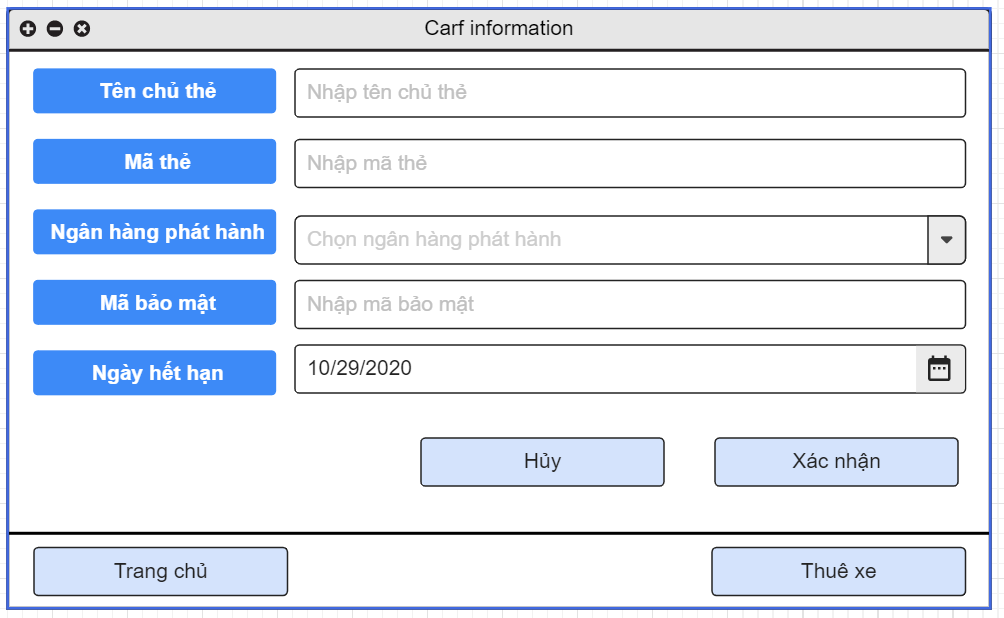 Carf information
Tên chủ thẻ
Nhập tên chủ thẻ
Mã thẻ
Nhập mã thẻ
Ngân hàng phát hành
Chọn ngân hàng phát hành
Mã bảo mật
Nhập mã bảo mật
Ngày hết hạn
10/29/2020
Hủy
Xác nhận
Trang chủ
Thuê xe